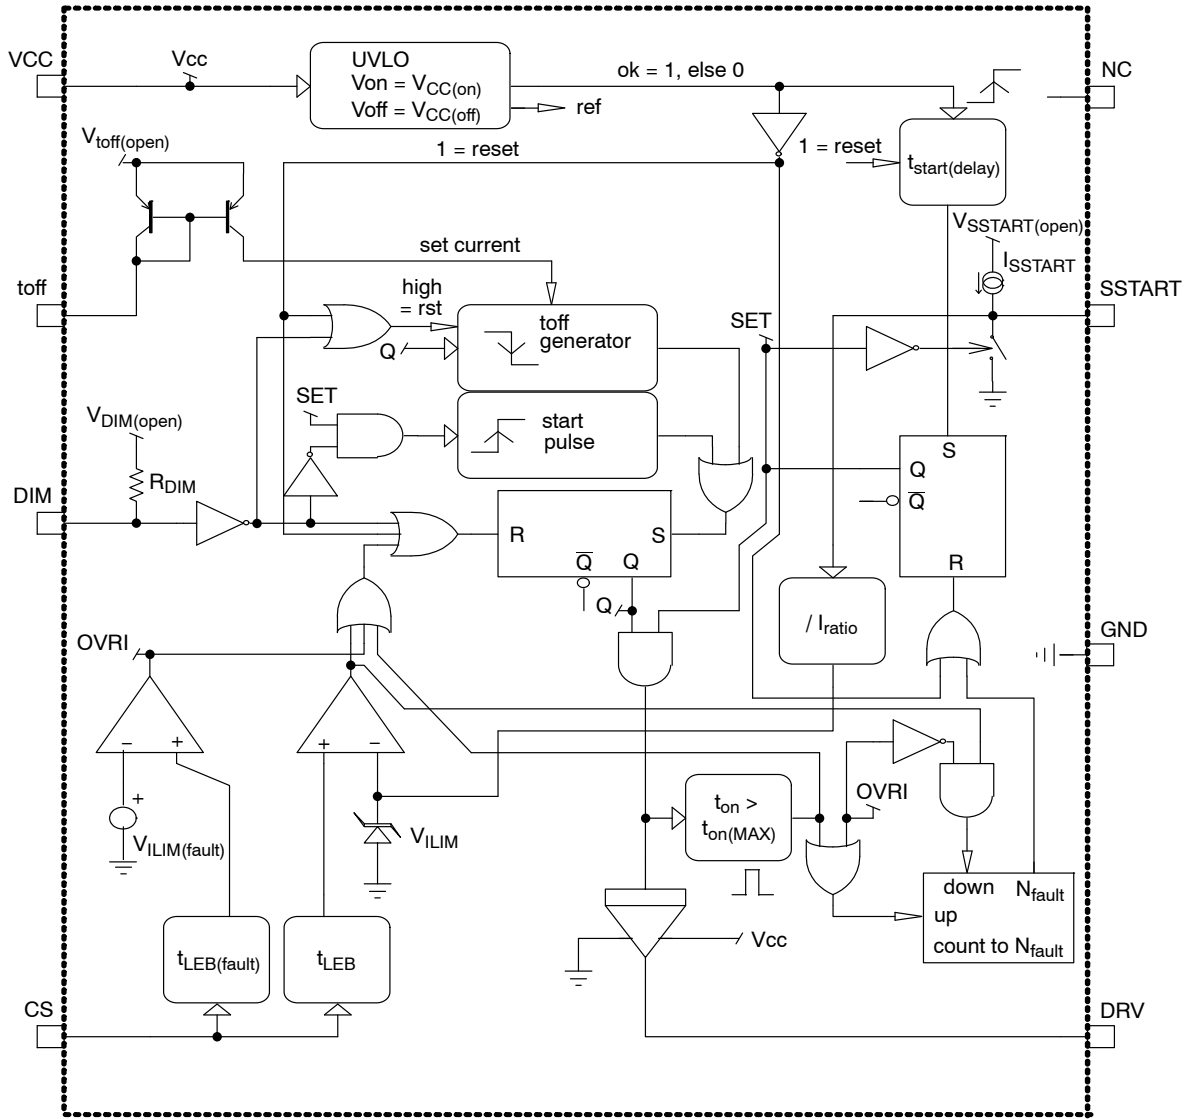 VCC
Vcc
UVLO
Von = VCC(on)
Voff = VCC(off)
ok = 1, else 0
ref
NC
Vtoff(open)
1 = reset
1 = reset
tstart(delay)
VSSTART(open)
ISSTART
set current
toff
high
= rst
Q
toff
generator
SET
SSTART
SET
start
pulse
VDIM(open)
RDIM
DIM
S
Q
Q
R
R
S
Q
Q
Q
/ Iratio
OVRI
GND
–
+
+
–
+
VILIM(fault)
VILIM
ton >
ton(MAX)
OVRI
down
Nfault
up
count to Nfault
Vcc
tLEB(fault)
tLEB
CS
DRV